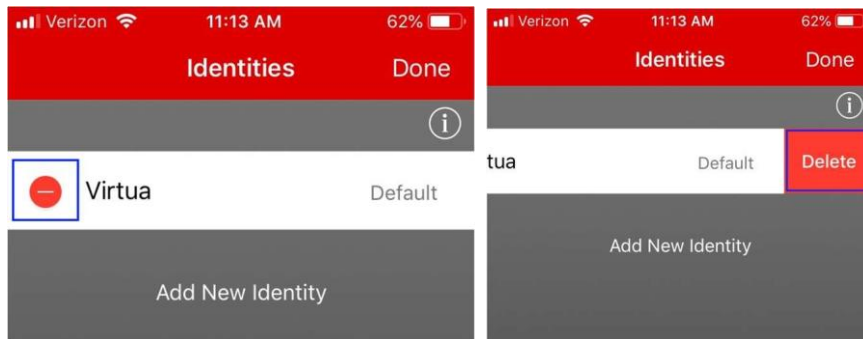 Verizon 11:13 AM 62%
Identities Done
i
Virtua Default
Add New Identity
Verizon 11:13 AM 62%
Identities Done
i
tua Default Delete
Add New Identity